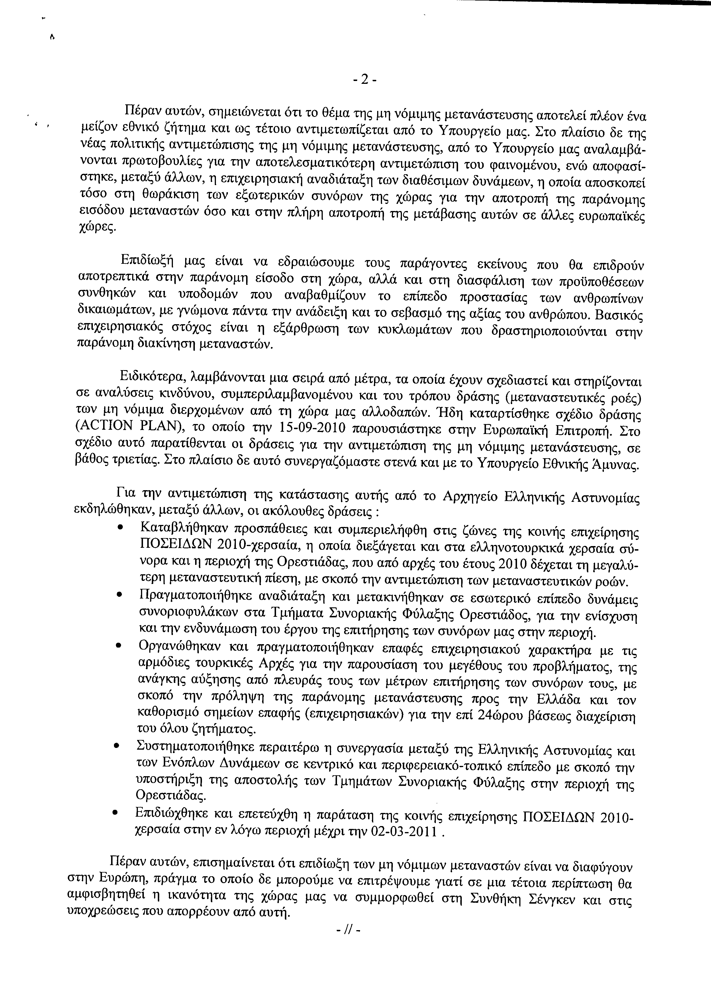 - 2 -
Πέραν αυτών, σημειώνεται ότι το θέμα της μη νόμιμης μετανάστευσης αποτελεί πλέον ένα
μείζον εθνικό ζήτημα και ως τέτοιο αντιμετωπίζεται από το Υπουργείο μας. Στο πλαίσιο δε της
νέας πολιτικής αντιμετώπισης της μη νόμιμης μετανάστευσης, από το Υπουργείο μας αναλαμβά-
νονται πρωτοβουλίες για την αποτελεσματικότερη αντιμετώπιση του φαινομένου, ενώ αποφασί-
στηκε, μεταξύ άλλων, η επιχειρησιακή αναδιάταξη των διαθέσιμων δυνάμεων, η οποία αποσκοπεί
τόσο στη θωράκιση των εξωτερικών συνόρων της χώρας για την αποτροπή της παράνομης
εισόδου μεταναστών όσο και στην πλήρη αποτροπή της μετάβασης αυτών σε άλλες ευρωπαϊκές
χώρες.
Επιδίωξή μας είναι να εδραιώσουμε τους παράγοντες εκείνους που θα επιδρούν
αποτρεπτικά στην παράνομη είσοδο στη χώρα, αλλά και στη διασφάλιση των προϋποθέσεων
συνθηκών και υποδομών που αναβαθμίζουν το επίπεδο προστασίας των ανθρωπίνων
δικαιωμάτων, με γνώμονα πάντα την ανάδειξη και το σεβασμό της αξίας του ανθρώπου. Βασικός
επιχειρησιακός στόχος είναι η εξάρθρωση των κυκλωμάτων που δραστηριοποιούνται στην
παράνομη διακίνηση μεταναστών.
Ειδικότερα, λαμβάνονται μια σειρά από μέτρα, τα οποία έχουν σχεδιαστεί και στηρίζονται
σε αναλύσεις κινδύνου, συμπεριλαμβανομένου και του τρόπου δράσης (μεταναστευτικές ροές)
των μη νόμιμα διερχομένων από τη χώρα μας αλλοδαπών. Ήδη καταρτίσθηκε σχέδιο δράσης
(ACTION PLAN), το οποίο την 15-09-2010 παρουσιάστηκε στην Ευρωπαϊκή Επιτροπή. Στο
σχέδιο αυτό παρατίθενται οι δράσεις για την αντιμετώπιση της μη νόμιμης μετανάστευσης, σε
βάθος τριετίας. Στο πλαίσιο δε αυτό συνεργαζόμαστε στενά και με το Υπουργείο Εθνικής Άμυνας.
Για την αντιμετώπιση της κατάστασης αυτής από το Αρχηγείο Ελληνικής Αστυνομίας
εκδηλώθηκαν, μεταξύ άλλων, οι ακόλουθες δράσεις :
• Καταβλήθηκαν προσπάθειες και συμπεριελήφθη στις ζώνες της κοινής επιχείρησης
ΠΟΣΕΙΔΩΝ 2010-χερσαία, η οποία διεξάγεται και στα ελληνοτουρκικά χερσαία σύ-
νορα και η περιοχή της Ορεστιάδας, που από αρχές του έτους 2010 δέχεται τη μεγαλύ-
τερη μεταναστευτική πίεση, με σκοπό την αντιμετώπιση των μεταναστευτικών ροών.
• Πραγματοποιήθηκε αναδιάταξη και μετακινήθηκαν σε εσωτερικό επίπεδο δυνάμεις
συνοριοφυλάκων στα Τμήματα Συνοριακής Φύλαξης Ορεστιάδος, για την ενίσχυση
και την ενδυνάμωση του έργου της επιτήρησης των συνόρων μας στην περιοχή.
• Οργανώθηκαν και πραγματοποιήθηκαν επαφές επιχειρησιακού χαρακτήρα με τις
αρμόδιες τουρκικές Αρχές για την παρουσίαση του μεγέθους του προβλήματος, της
ανάγκης αύξησης από πλευράς τους των μέτρων επιτήρησης των συνόρων τους, με
σκοπό την πρόληψη της παράνομης μετανάστευσης προς την Ελλάδα και τον
καθορισμό σημείων επαφής (επιχειρησιακών) για την επί 24ώρου βάσεως διαχείριση
του όλου ζητήματος.
• Συστηματοποιήθηκε περαιτέρω η συνεργασία μεταξύ της Ελληνικής Αστυνομίας και
των Ενόπλων Δυνάμεων σε κεντρικό και περιφερειακό-τοπικό επίπεδο με σκοπό την
υποστήριξη της αποστολής των Τμημάτων Συνοριακής Φύλαξης στην περιοχή της
Ορεστιάδας.
• Επιδιώχθηκε και επετεύχθη η παράταση της κοινής επιχείρησης ΠΟΣΕΙΔΩΝ 2010-
χερσαία στην εν λόγω περιοχή μέχρι την 02-03-2011 .
Πέραν αυτών, επισημαίνεται ότι επιδίωξη των μη νόμιμων μεταναστών είναι να διαφύγουν
στην Ευρώπη, πράγμα το οποίο δε μπορούμε να επιτρέψουμε γιατί σε μια τέτοια περίπτωση θα
αμφισβητηθεί η ικανότητα της χώρας μας να συμμορφωθεί στη Συνθήκη Σένγκεν και στις
υποχρεώσεις που απορρέουν από αυτή.
- // -